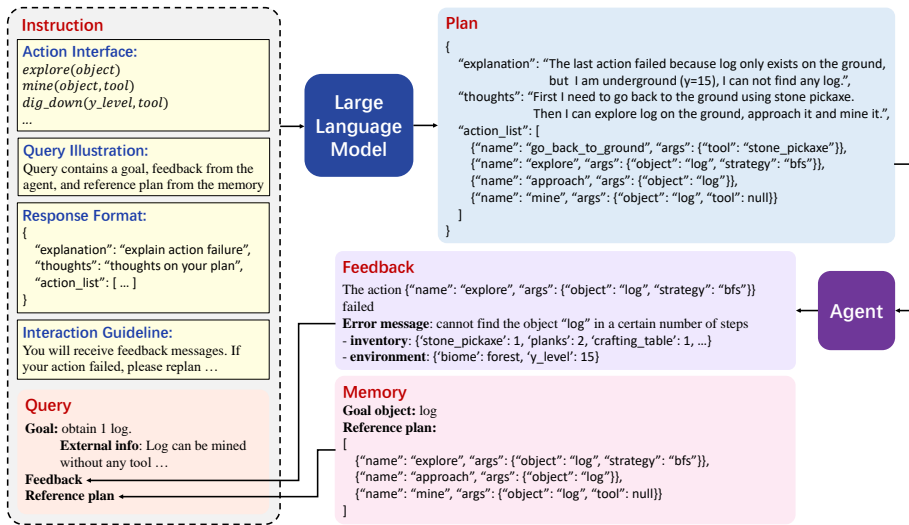 Instruction
Action Interface:
explore(object)
mine(object, tool)
dig_down(y_level, tool)
...
Query Illustration:
Query contains a goal, feedback from the
agent, and reference plan from the memory
Response Format:
{
“explanation”: “explain action failure”,
“thoughts”: “thoughts on your plan”,
“action_list”: [ ... ]
}
Interaction Guideline:
You will receive feedback messages. If
your action failed, please replan ...
Query
Goal: obtain 1 log.
External info: Log can be mined
without any tool ...
Feedback
Reference plan
Large
Language
Model
Plan
{
“explanation”: “The last action failed because log only exists on the ground,
but I am underground (y=15), I can not find any log.”,
“thoughts”: “First I need to go back to the ground using stone pickaxe.
Then I can explore log on the ground, approach it and mine it.”,
“action_list”: [
{“name”: “go_back_to_ground”, “args”: {“tool”: “stone_pickaxe”}},
{“name”: “explore”, “args”: {“object”: “log”, “strategy”: “bfs”}},
{“name”: “approach”, “args”: {“object”: “log”}},
{“name”: “mine”, “args”: {“object”: “log”, “tool”: null}}
]
}
Feedback
The action {“name”: “explore”, “args”: {“object”: “log”, “strategy”: “bfs”}}
failed
Error message: cannot find the object “log” in a certain number of steps
- inventory: {‘stone_pickaxe’: 1, ‘planks’: 2, ‘crafting_table’: 1, ...}
- environment: {‘biome’: forest, ‘y_level’: 15}
Agent
Memory
Goal object: log
Reference plan:
[
{“name”: “explore”, “args”: {“object”: “log”, “strategy”: “bfs”}},
{“name”: “approach”, “args”: {“object”: “log”}},
{“name”: “mine”, “args”: {“object”: “log”, “tool”: null}}
]